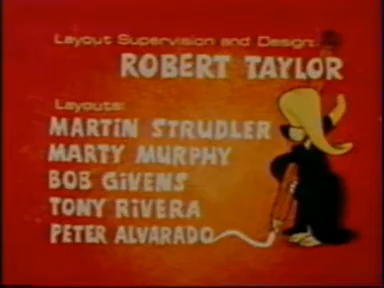 Layout Supervision and Design:
ROBERT TAYLOR
Layouts:
MARTIN STRUDLER
MARTY MURPHY
BOB GIVENS
TONY RIVERA
PETER ALVARADO